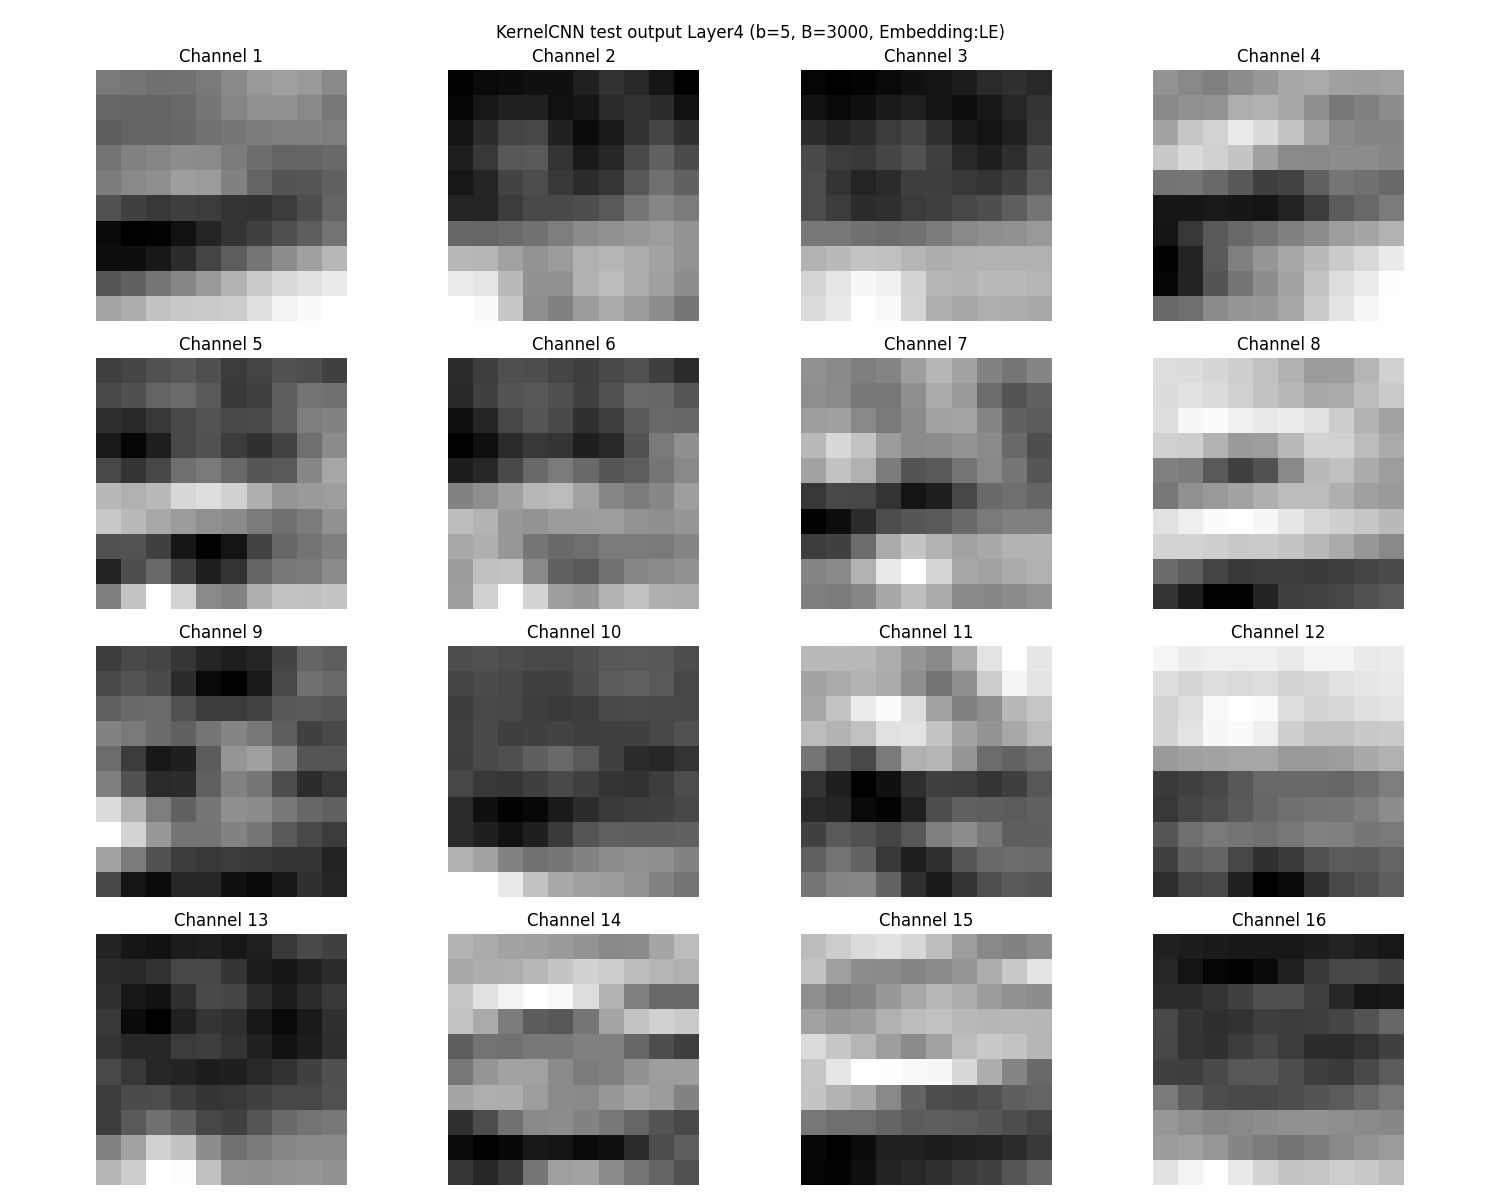 KernelCNN test output Layer4 (b=5, B=3000, Embedding:LE)
Channel 1
Channel 2
Channel 3
Channel 4
Channel 5
Channel 6
Channel 7
Channel 8
Channel 9
Channel 10
Channel 11
Channel 12
Channel 13
Channel 14
Channel 15
Channel 16